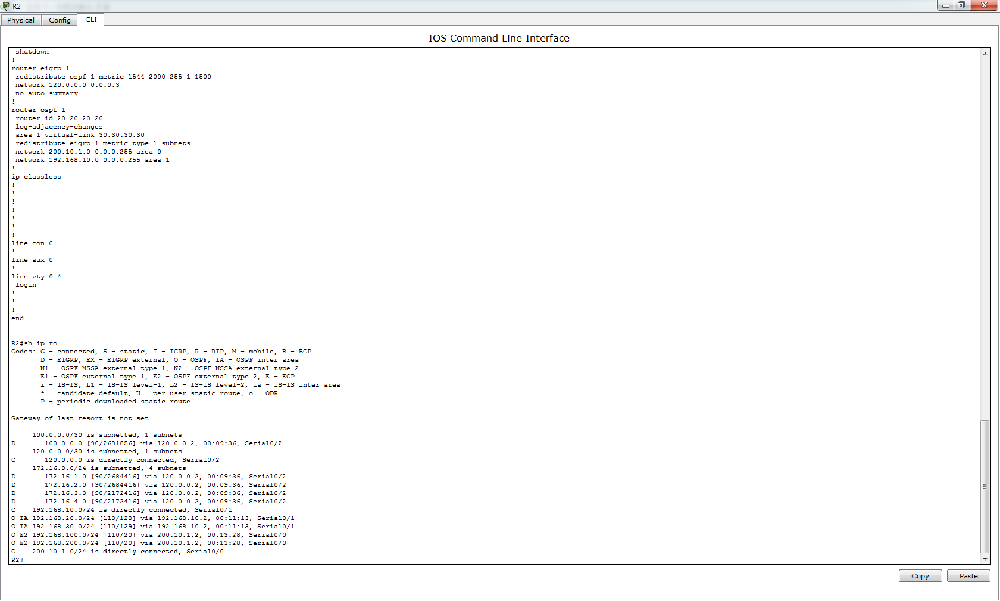 R2
Physical
Config
CLI
IOS Command Line Interface
 shutdown
!
router eigrp 1
 redistribute ospf 1 metric 1544 2000 255 1 1500
 network 120.0.0.0 0.0.0.3
 no auto-summary
!
router ospf 1
 router-id 20.20.20.20
 log-adjacency-changes
 area 1 virtual-link 30.30.30.30
 redistribute eigrp 1 metric-type 1 subnets
 network 200.10.1.0 0.0.0.255 area 0
 network 192.168.10.0 0.0.0.255 area 1
!
ip classless
!
!
!
!
!
!
!
line con 0
!
line aux 0
!
line vty 0 4
 login
!
!
!
end
R2#sh ip ro
Codes: C - connected, S - static, I - IGRP, R - RIP, M - mobile, B - BGP
       D - EIGRP, EX - EIGRP external, O - OSPF, IA - OSPF inter area
       N1 - OSPF NSSA external type 1, N2 - OSPF NSSA external type 2
       E1 - OSPF external type 1, E2 - OSPF external type 2, E - EGP
       i - IS-IS, L1 - IS-IS level-1, L2 - IS-IS level-2, ia - IS-IS inter area
       * - candidate default, U - per-user static route, o - ODR
       P - periodic downloaded static route
Gateway of last resort is not set
     100.0.0.0/30 is subnetted, 1 subnets
D       100.0.0.0 [90/2681856] via 120.0.0.2, 00:09:36, Serial0/2
     120.0.0.0/30 is subnetted, 1 subnets
C       120.0.0.0 is directly connected, Serial0/2
     172.16.0.0/24 is subnetted, 4 subnets
D       172.16.1.0 [90/2684416] via 120.0.0.2, 00:09:36, Serial0/2
D       172.16.2.0 [90/2684416] via 120.0.0.2, 00:09:36, Serial0/2
D       172.16.3.0 [90/2172416] via 120.0.0.2, 00:09:36, Serial0/2
D       172.16.4.0 [90/2172416] via 120.0.0.2, 00:09:36, Serial0/2
C    192.168.10.0/24 is directly connected, Serial0/1
O IA 192.168.20.0/24 [110/128] via 192.168.10.2, 00:11:13, Serial0/1
O IA 192.168.30.0/24 [110/129] via 192.168.10.2, 00:11:13, Serial0/1
O E2 192.168.100.0/24 [110/20] via 200.10.1.2, 00:13:28, Serial0/0
O E2 192.168.200.0/24 [110/20] via 200.10.1.2, 00:13:28, Serial0/0
C    200.10.1.0/24 is directly connected, Serial0/0
R2#
Copy
Paste